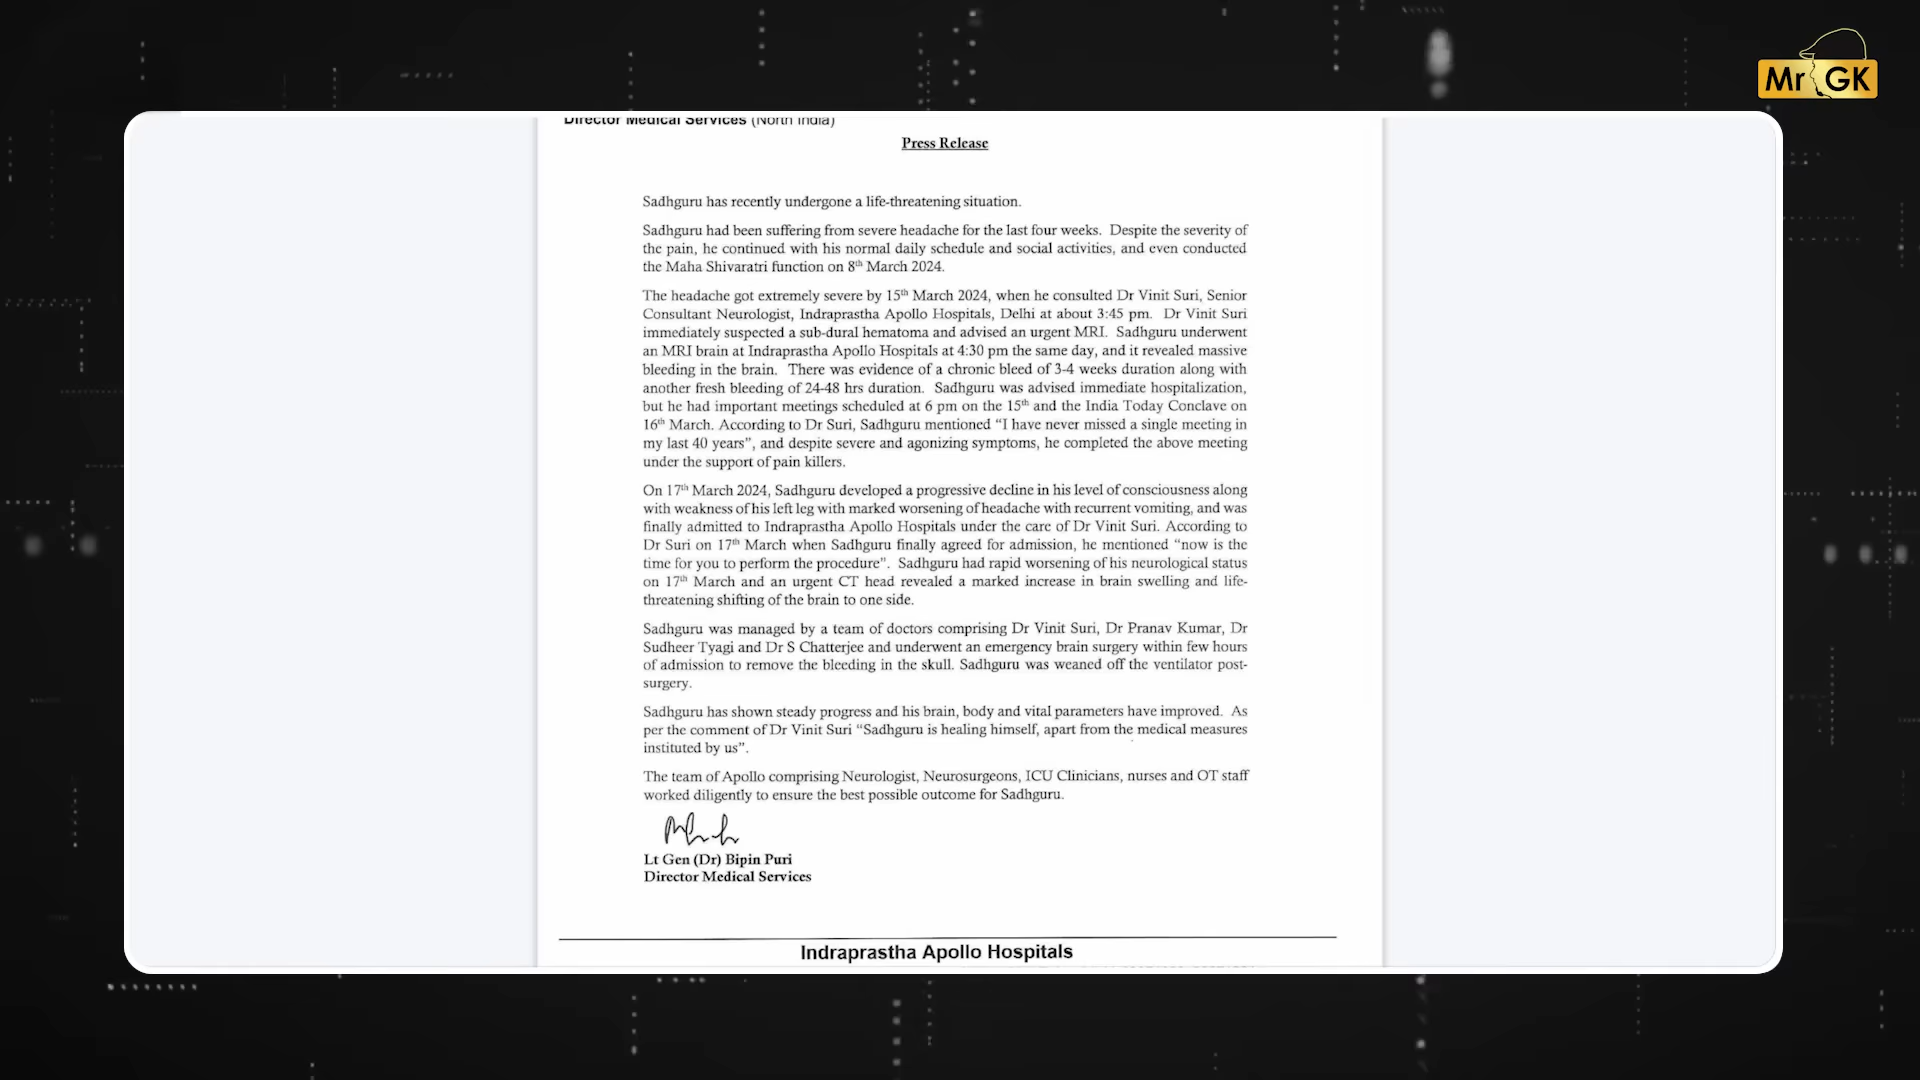 Mr GK
Director Medical Services (North India)
Press Release
Sadhguru has recently undergone a life-threatening situation.
Sadhguru had been suffering from severe headache for the last four weeks. Despite the severity of
the pain, he continued with his normal daily schedule and social activities, and even conducted
the Maha Shivaratri function on 8th March 2024.
The headache got extremely severe by 15th March 2024, when he consulted Dr Vinit Suri, Senior
Consultant Neurologist, Indraprastha Apollo Hospitals, Delhi at about 3:45 pm. Dr Vinit Suri
immediately suspected a sub-dural hematoma and advised an urgent MRI. Sadhguru underwent
an MRI brain at Indraprastha Apollo Hospitals at 4:30 pm the same day, and it revealed massive
bleeding in the brain. There was evidence of a chronic bleed of 3-4 weeks duration along with
another fresh bleeding of 24-48 hrs duration. Sadhguru was advised immediate hospitalization,
but he had important meetings scheduled at 6 pm on the 15th and the India Today Conclave on
16th March. According to Dr Suri, Sadhguru mentioned “I have never missed a single meeting in
my last 40 years”, and despite severe and agonizing symptoms, he completed the above meeting
under the support of pain killers.
On 17th March 2024, Sadhguru developed a progressive decline in his level of consciousness along
with weakness of his left leg with marked worsening of headache with recurrent vomiting, and was
finally admitted to Indraprastha Apollo Hospitals under the care of Dr Vinit Suri. According to
Dr Suri on 17th March when Sadhguru finally agreed for admission, he mentioned “now is the
time for you to perform the procedure”. Sadhguru had rapid worsening of his neurological status
on 17th March and an urgent CT head revealed a marked increase in brain swelling and life-
threatening shifting of the brain to one side.
Sadhguru was managed by a team of doctors comprising Dr Vinit Suri, Dr Pranav Kumar, Dr
Sudheer Tyagi and Dr S Chatterjee and underwent an emergency brain surgery within few hours
of admission to remove the bleeding in the skull. Sadhguru was weaned off the ventilator post-
surgery.
Sadhguru has shown steady progress and his brain, body and vital parameters have improved. As
per the comment of Dr Vinit Suri “Sadhguru is healing himself, apart from the medical measures
instituted by us”.
The team of Apollo comprising Neurologist, Neurosurgeons, ICU Clinicians, nurses and OT staff
worked diligently to ensure the best possible outcome for Sadhguru.
Lt Gen (Dr) Bipin Puri
Director Medical Services
Indraprastha Apollo Hospitals